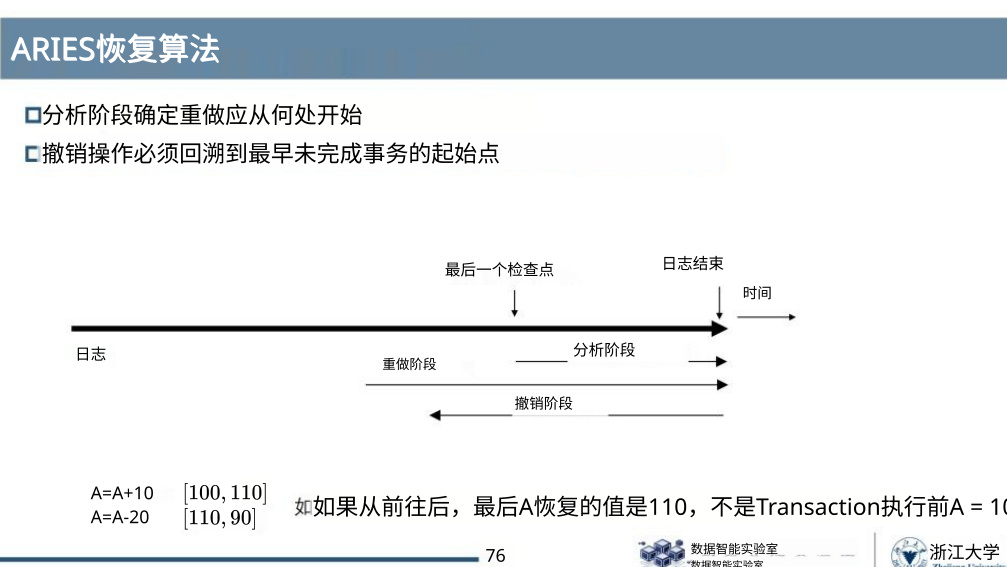 ARIES恢复算法
分析阶段确定重做应从何处开始
撤销操作必须回溯到最早未完成事务的起始点
最后一个检查点
日志结束
时间
日志
分析阶段
重做阶段
撤销阶段
A=A+10 [100, 110]
A=A-20 [110, 90]
如如果从前往后，最后A恢复的值是110，不是Transaction执行前A = 10
76
数据智能实验室
"数据智能实验室
浙江大学